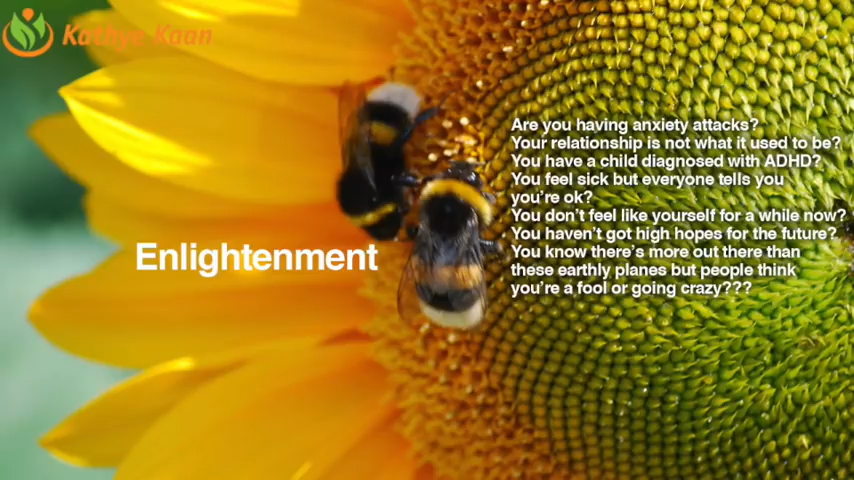 Kathye Kaan
Enlightenment
Are you having anxiety attacks?
Your relationship is not what it used to be?
You have a child diagnosed with ADHD?
You feel sick but everyone tells you
you're ok?
You don't feel like yourself for a while now?
You haven't got high hopes for the future?
You know there's more out there than
these earthly planes but people think
you're a fool or going crazy???